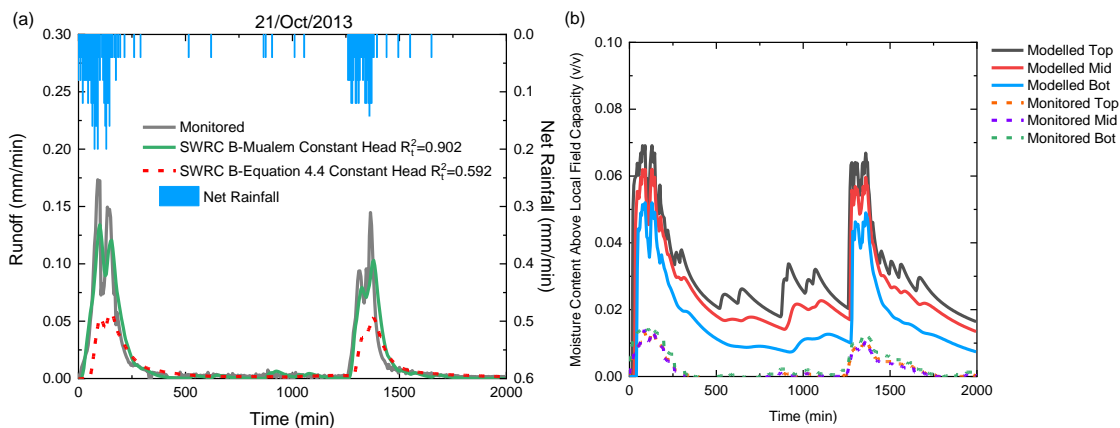 (a)
21/Oct/2013
0.30
0.25
0.20
0.15
0.10
0.05
0.00
Runoff (mm/min)
0.0
0.1
0.2
0.3
0.4
0.5
0.6
Net Rainfall (mm/min)
Monitored
SWRC B-Mualem Constant Head R_t^2=0.902
SWRC B-Equation 4.4 Constant Head R_t^2=0.592
Net Rainfall
0 500 1000 1500 2000
Time (min)
(b)
0.10
0.08
0.06
0.04
0.02
0.00
Moisture Content Above Local Field Capacity (v/v)
0 500 1000 1500 2000
Time (min)
Modelled Top
Modelled Mid
Modelled Bot
Monitored Top
Monitored Mid
Monitored Bot